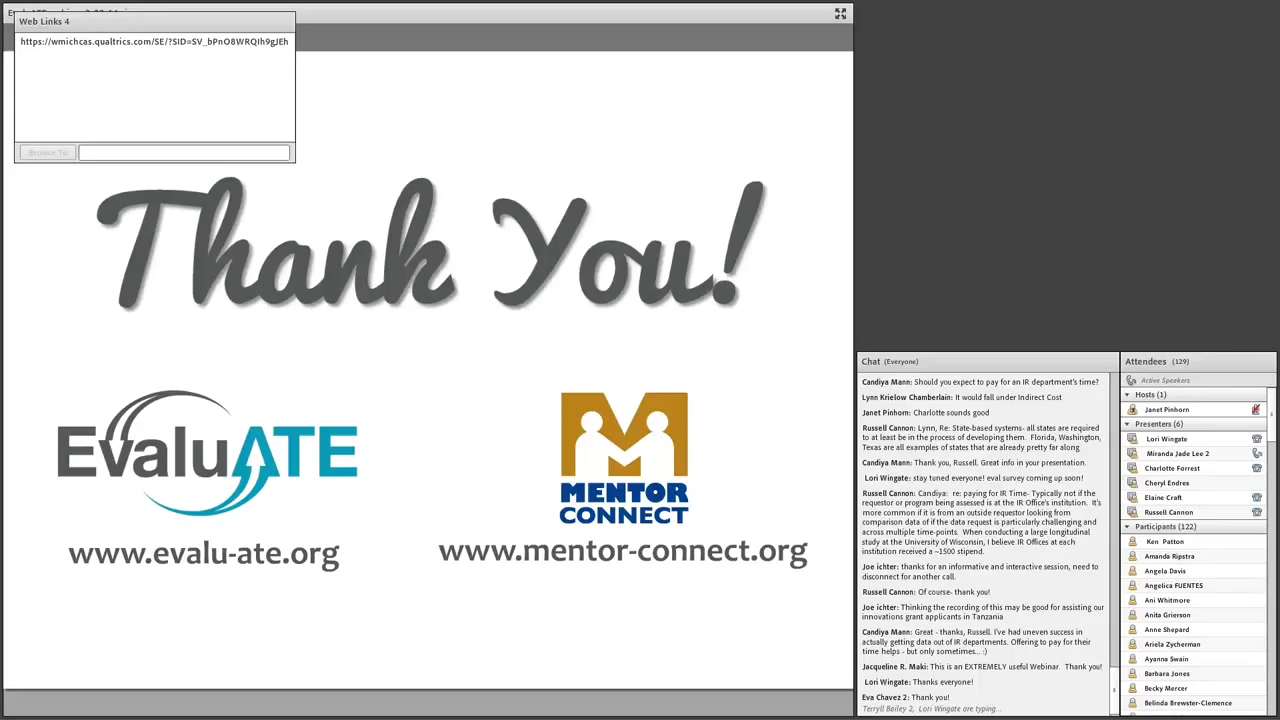 Web Links 4
https://wmichcas.qualtrics.com/SE/?SID=SV_bPnO8WRQIh9gJEh
Browse To
Thank You!
EvaluATE
www.evalu-ate.org
MENTOR
CONNECT
www.mentor-connect.org
Chat (Everyone)
Candiya Mann: Should you expect to pay for an IR department's time?
Lynn Krielow Chamberlain: It would fall under Indirect Cost
Janet Pinhorn: Charlotte sounds good
Russell Cannon: Lynn, Re: State-based systems- all states are required
to at least be in the process of developing them. Florida, Washington,
Texas are all examples of states that are already pretty far along
Candiya Mann: Thank you, Russell. Great info in your presentation.
Lori Wingate: stay tuned everyone! eval survey coming up soon!
Russell Cannon: Candiya: re: paying for IR Time- Typically not if the
requestor or program being assessed is at the IR Office's institution. It's
more common if it is from an outside requestor looking from
comparison data of if the data request is particularly challenging and
across multiple time-points. When conducting a large longitudinal
study at the University of Wisconsin, I believe IR Offices at each
institution received a ~1500 stipend.
Joe ichter: thanks for an informative and interactive session, need to
disconnect for another call.
Russell Cannon: Of course- thank you!
Joe ichter: Thinking the recording of this may be good for assisting our
innovations grant applicants in Tanzania
Candiya Mann: Great - thanks, Russell. I've had uneven success in
actually getting data out of IR departments. Offering to pay for their
time helps - but only sometimes... :)
Jacqueline R. Maki: This is an EXTREMELY useful Webinar. Thank you!
Lori Wingate: Thanks everyone!
Eva Chavez 2: Thank you!
Terryll Bailey 2, Lori Wingate are typing...
Attendees (129)
Active Speakers
Hosts (1)
Janet Pinhorn
Presenters (6)
Lori Wingate
Miranda Jade Lee 2
Charlotte Forrest
Cheryl Endres
Elaine Craft
Russell Cannon
Participants (122)
Ken Patton
Amanda Ripstra
Angela Davis
Angelica FUENTES
Ani Whitmore
Anita Grierson
Anne Shepard
Ariela Zycherman
Ayanna Swain
Barbara Jones
Becky Mercer
Belinda Brewster-Clemence